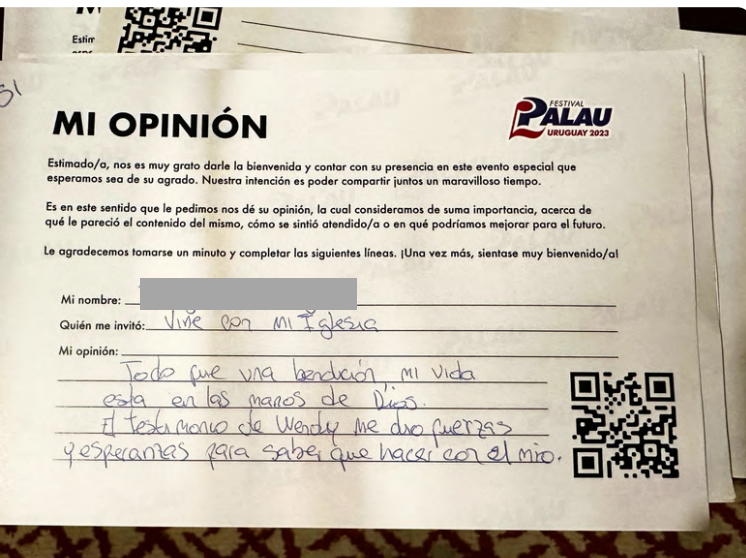 Estim
MI OPINIÓN
FESTIVAL
PALAU
URUGUAY 2023
Estimado/a, nos es muy grato darle la bienvenida y contar con su presencia en este evento especial que
esperamos sea de su agrado. Nuestra intención es poder compartir juntos un maravilloso tiempo.
Es en este sentido que le pedimos nos dé su opinión, la cual consideramos de suma importancia, acerca de
qué le pareció el contenido del mismo, cómo se sintió atendido/a o en qué podríamos mejorar para el futuro.
Le agradecemos tomarse un minuto y completar las siguientes líneas. ¡Una vez más, sientase muy bienvenido/a!
Mi nombre:
Quién me invitó: Viñe con mi Iglesia
Mi opinión:
Todo fue una bendición, mi vida
esta en las manos de Dios.
El testimonio de Wendy me dio fuerzas
y esperanzas para saber que hacer con el mio.